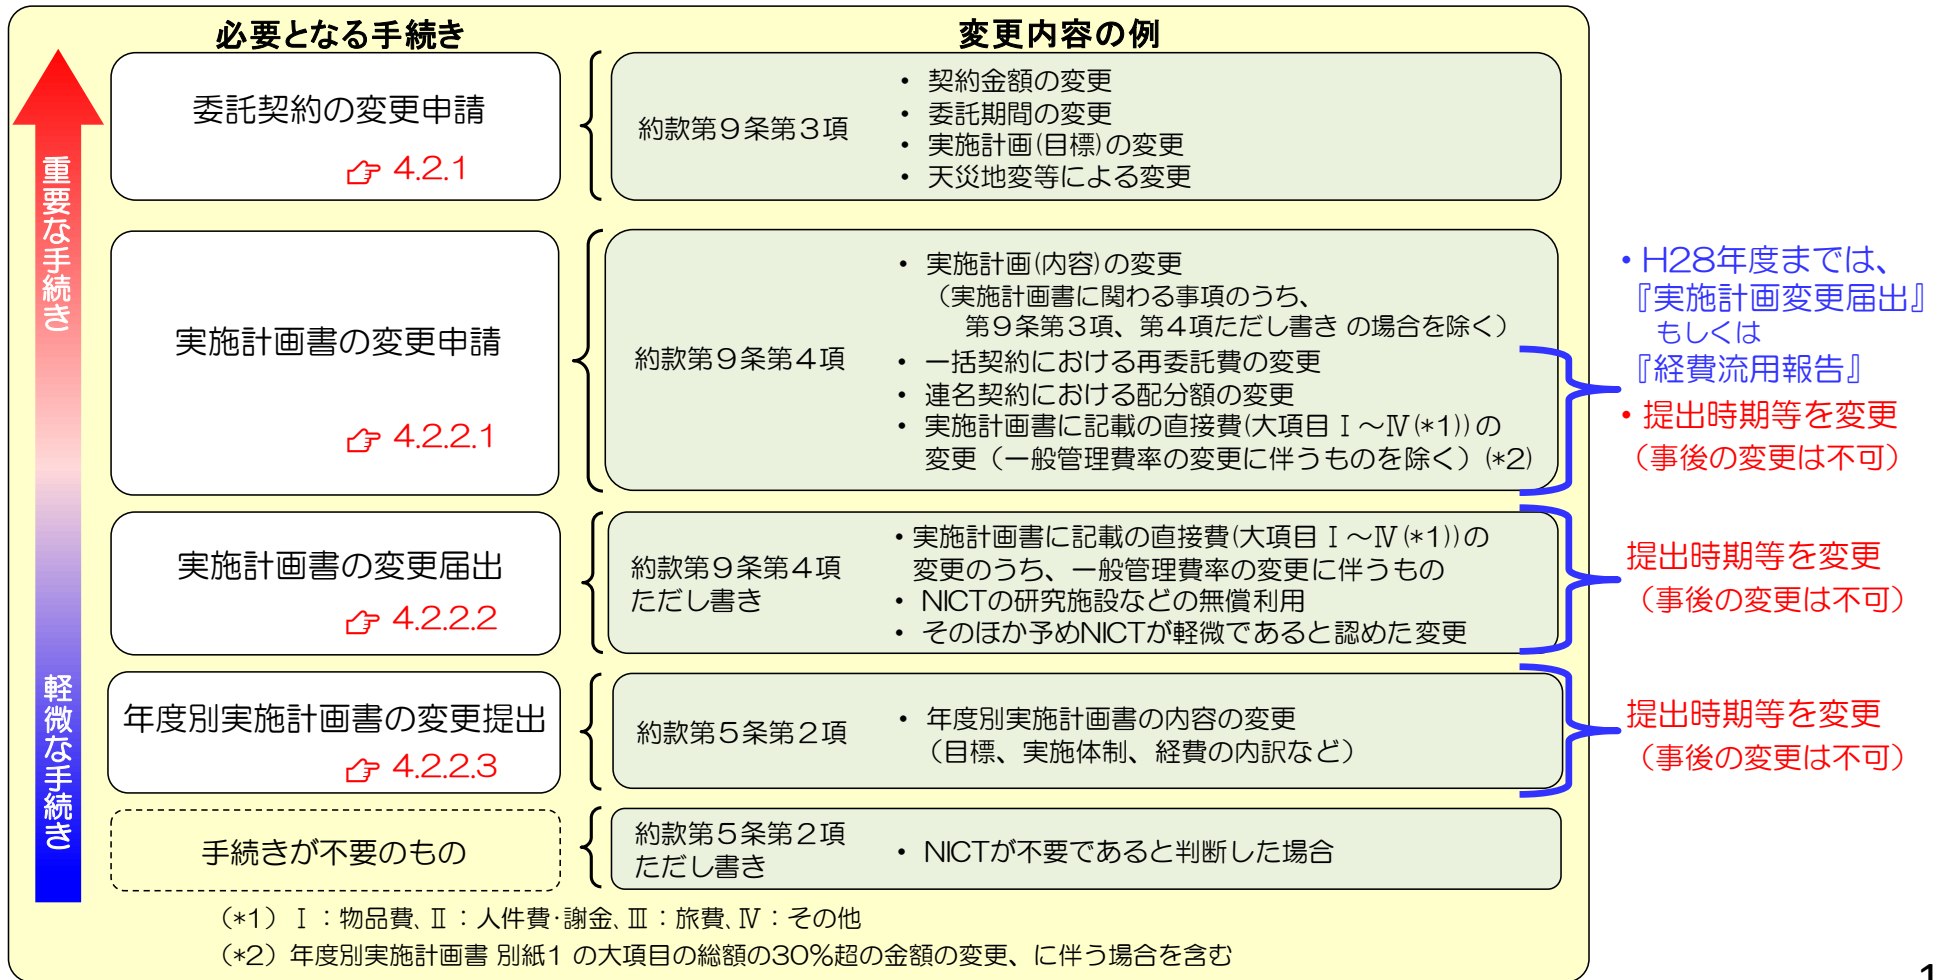 必要となる手続き
変更内容の例
重要な手続き
軽微な手続き
委託契約の変更申請
☞ 4.2.1
約款第9条第3項
・ 契約金額の変更
・ 委託期間の変更
・ 実施計画(目標)の変更
・ 天災地変等による変更
実施計画書の変更申請
☞ 4.2.2.1
約款第9条第4項
・ 実施計画(内容)の変更
（実施計画書に関わる事項のうち、
第9条第3項、第4項ただし書き の場合を除く）
・ 一括契約における再委託費の変更
・ 連名契約における配分額の変更
・ 実施計画書に記載の直接費(大項目Ⅰ～Ⅳ(*1))の
変更（一般管理費率の変更に伴うものを除く）(*2)
・H28年度までは、
『実施計画変更届出』
もしくは
『経費流用報告』
・提出時期等を変更
（事後の変更は不可）
実施計画書の変更届出
☞ 4.2.2.2
約款第9条第4項
ただし書き
・実施計画書に記載の直接費(大項目Ⅰ～Ⅳ(*1))の
変更のうち、一般管理費率の変更に伴うもの
・ NICTの研究施設などの無償利用
・ そのほか予めNICTが軽微であると認めた変更
提出時期等を変更
（事後の変更は不可）
年度別実施計画書の変更提出
☞ 4.2.2.3
約款第5条第2項
・ 年度別実施計画書の内容の変更
（目標、実施体制、経費の内訳など）
提出時期等を変更
（事後の変更は不可）
手続きが不要のもの
約款第5条第2項
ただし書き
・ NICTが不要であると判断した場合
（*1）Ⅰ：物品費、Ⅱ：人件費・謝金、Ⅲ：旅費、Ⅳ：その他
（*2）年度別実施計画書 別紙1 の大項目の総額の30%超の金額の変更、に伴う場合を含む